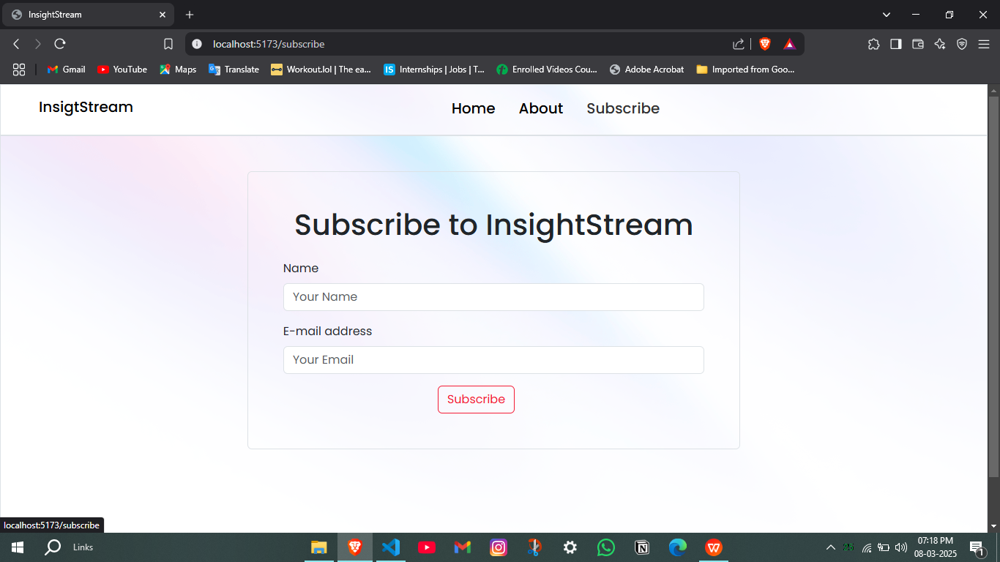 InsightStream
localhost:5173/subscribe
Gmail
YouTube
Maps
Translate
Workout.lol | The ea...
IS
Internships | Jobs | T...
Enrolled Videos Cou...
Adobe Acrobat
Imported from Goo...
InsigtStream
Home
About
Subscribe
Subscribe to InsightStream
Name
Your Name
E-mail address
Your Email
Subscribe
localhost:5173/subscribe
Links
07:18 PM
08-03-2025
1